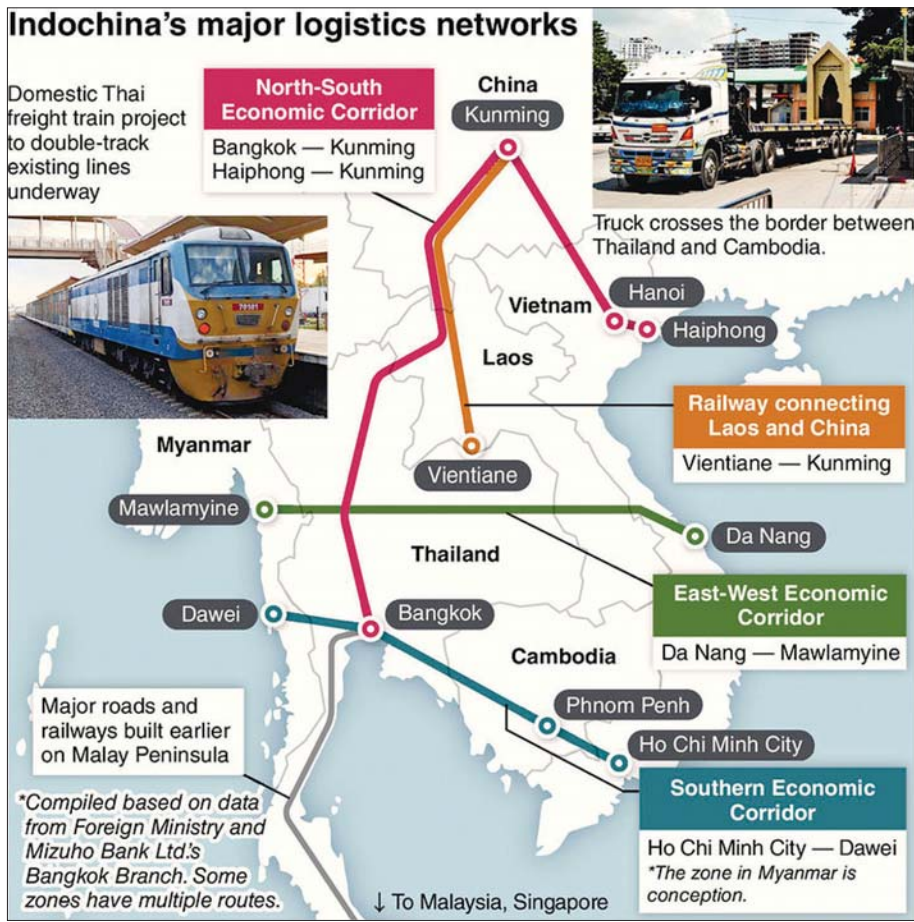 Indochina's major logistics networks
Domestic Thai
freight train project
to double-track
existing lines
underway
North-South
Economic Corridor
Bangkok — Kunming
Haiphong — Kunming
China
Kunming
Truck crosses the border between
Thailand and Cambodia.
Hanoi
Vietnam
Haiphong
Laos
Railway connecting
Laos and China
Vientiane — Kunming
Myanmar
Vientiane
Mawlamyine
Da Nang
Thailand
East-West Economic
Corridor
Da Nang — Mawlamyine
Dawei
Bangkok
Cambodia
Major roads and
railways built earlier
on Malay Peninsula
Phnom Penh
Ho Chi Minh City
Southern Economic
Corridor
Ho Chi Minh City — Dawei
*The zone in Myanmar is
conception.
*Compiled based on data
from Foreign Ministry and
Mizuho Bank Ltd.'s
Bangkok Branch. Some
zones have multiple routes.
↓ To Malaysia, Singapore